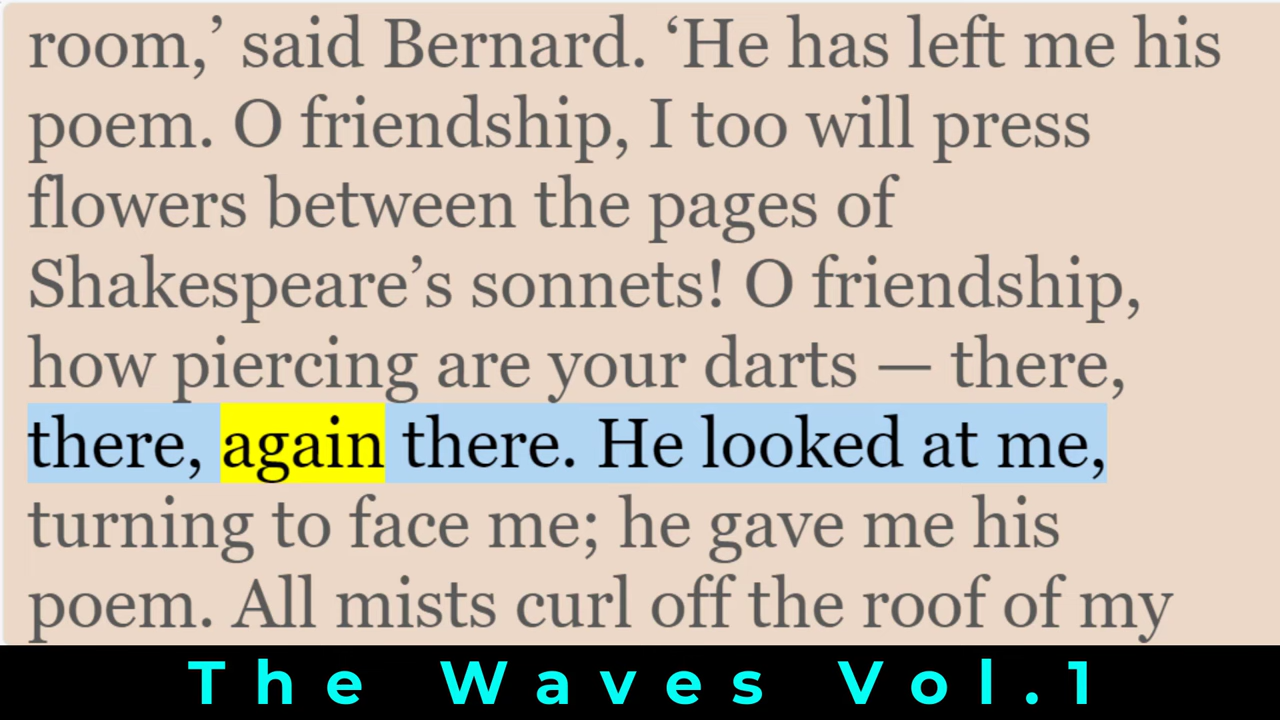 room,’ said Bernard. ‘He has left me his
poem. O friendship, I too will press
flowers between the pages of
Shakespeare’s sonnets! O friendship,
how piercing are your darts — there,
there, again there. He looked at me,
turning to face me; he gave me his
poem. All mists curl off the roof of my
The Waves Vol.1